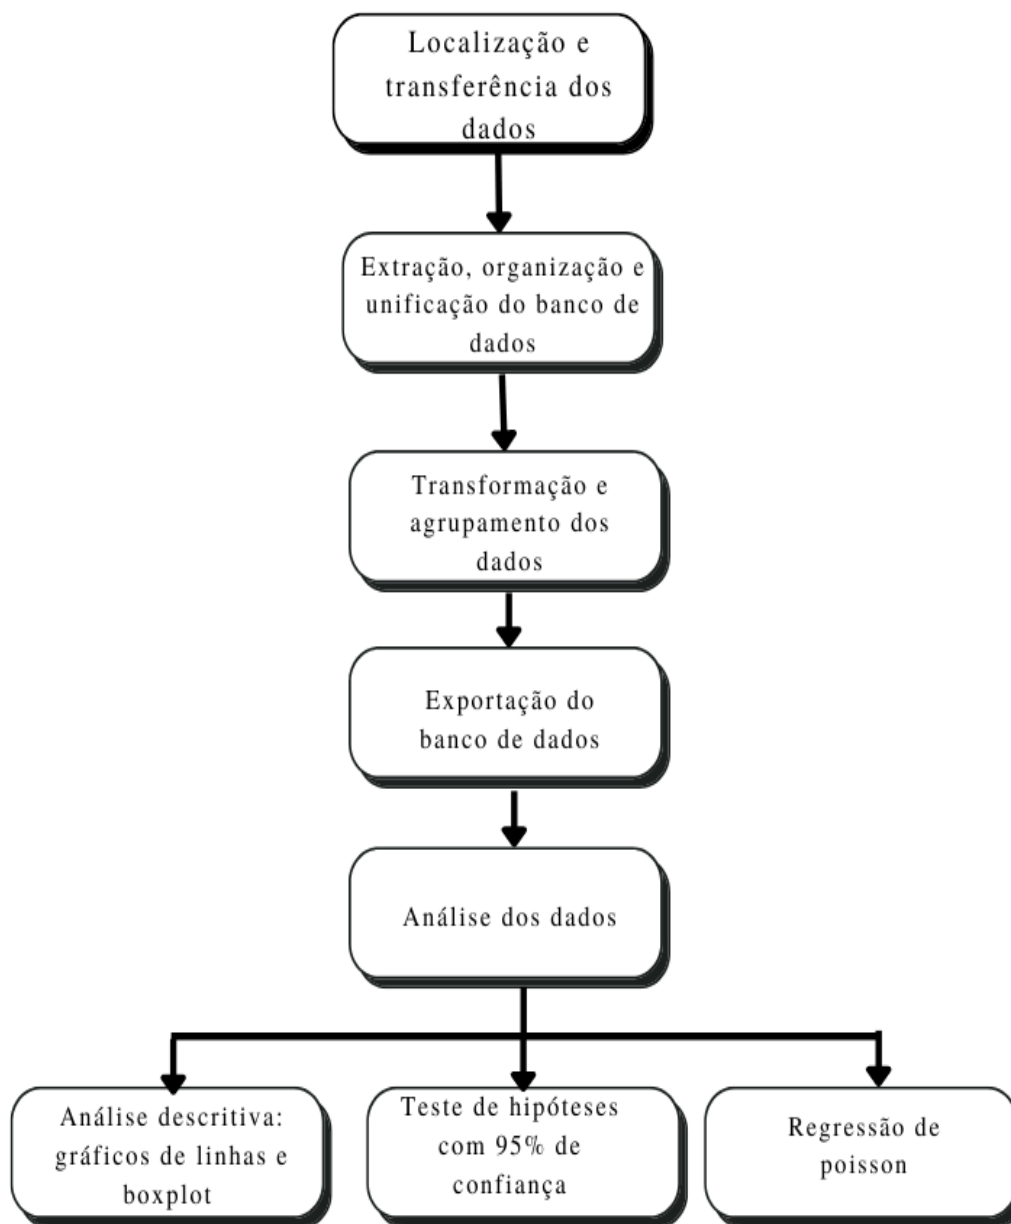 Localização e
transferência dos
dados
Extração, organização e
unificação do banco de
dados
Transformação e
agrupamento dos
dados
Exportação do
banco de dados
Análise dos dados
Análise descritiva:
gráficos de linhas e
boxplot
Teste de hipóteses
com 95% de
confiança
Regressão de
poisson